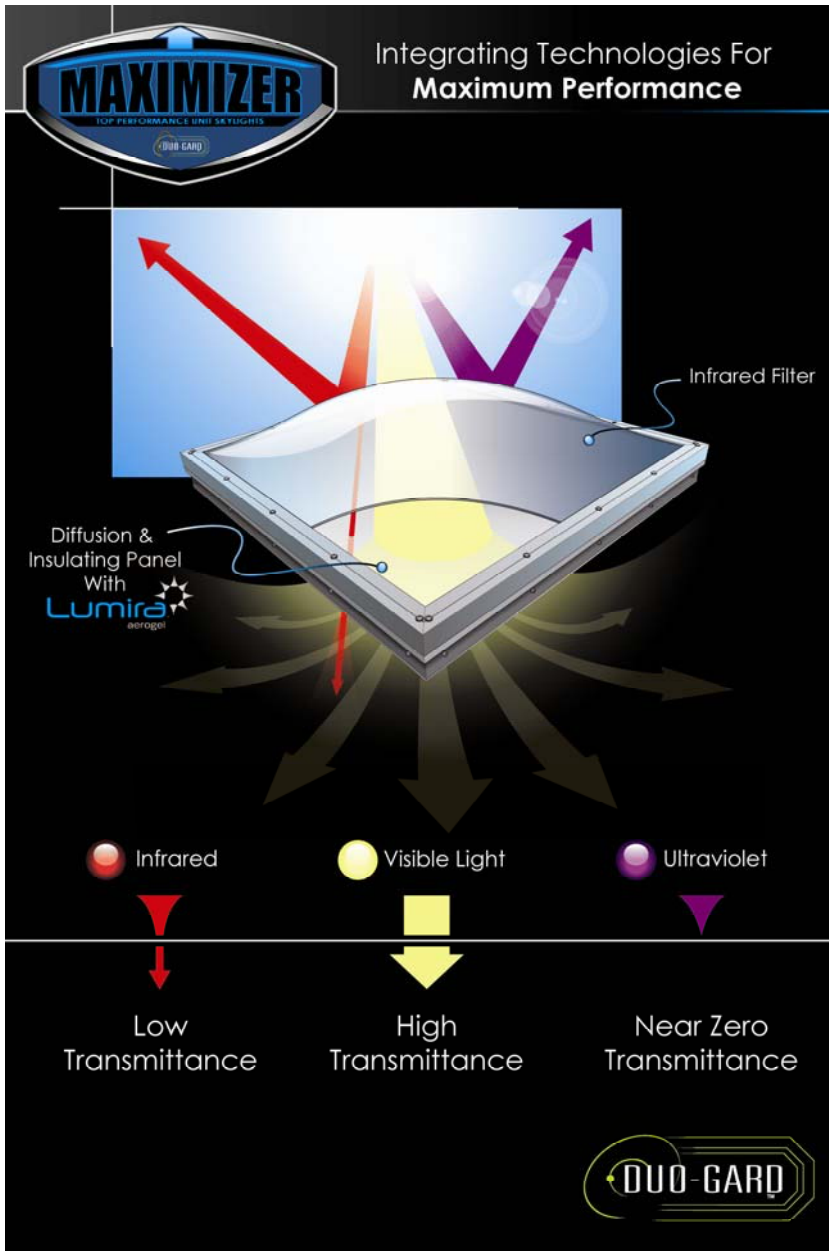 MAXIMIZER
TOP PERFORMANCE UNIT SKYLIGHTS
DUO-GARD
Integrating Technologies For
Maximum Performance
Infrared Filter
Diffusion &
Insulating Panel
With
Lumira
aerogel
Infrared
Visible Light
Ultraviolet
Low
Transmittance
High
Transmittance
Near Zero
Transmittance
DUO-GARD™